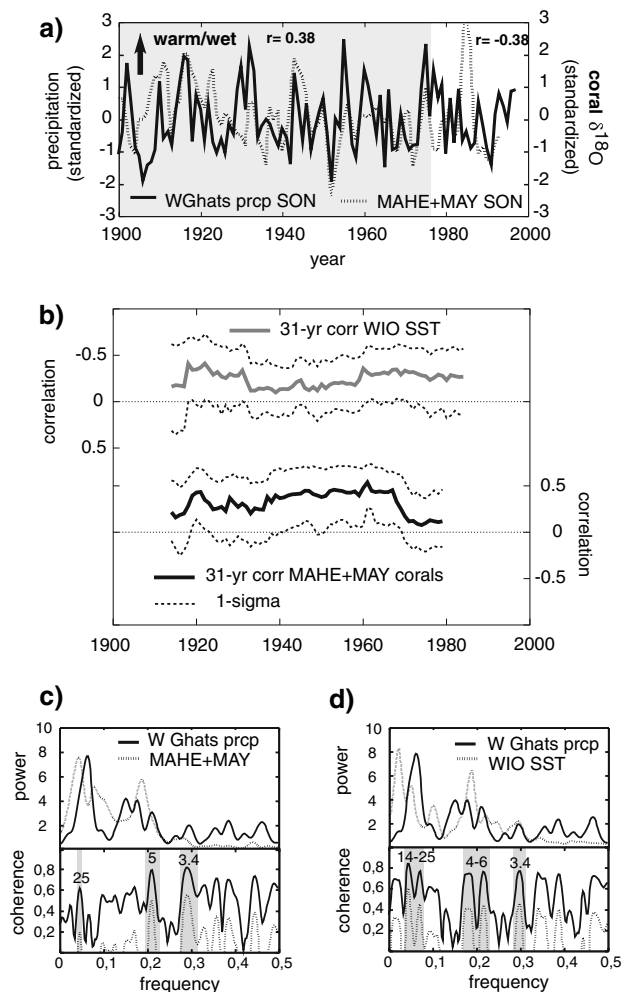 a)
warm/wet
r= 0.38
r= -0.38
3
2
1
0
-1
-2
-3
precipitation
(standardized)
3
2
1
0
-1
-2
-3
coral δ18O
(standardized)
WGhats prcp SON
MAHE+MAY SON
1900 1920 1940 1960 1980 2000
year
b)
31-yr corr WIO SST
-0.5
0
0.5
correlation
0.5
0
-0.5
correlation
31-yr corr MAHE+MAY corals
1-sigma
1900 1920 1940 1960 1980 2000
c)
10
8
6
4
2
power
W Ghats prcp
MAHE+MAY
0,8
0,6
0,4
0,2
coherence
25
5
3.4
0 0,1 0,2 0,3 0,4 0,5
frequency
d)
10
8
6
4
2
power
W Ghats prcp
WIO SST
0,8
0,6
0,4
0,2
coherence
14-25
4-6
3.4
0 0,1 0,2 0,3 0,4 0,5
frequency